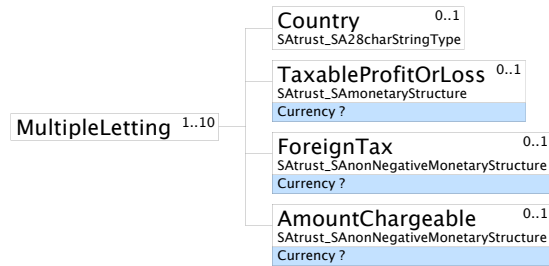 Country 0..1
SAtrust_SA28charStringType
TaxableProfitOrLoss 0..1
SAtrust_SAmonetaryStructure
Currency ?
MultipleLetting 1..10
ForeignTax 0..1
SAtrust_SAnonNegativeMonetaryStructure
Currency ?
AmountChargeable 0..1
SAtrust_SAnonNegativeMonetaryStructure
Currency ?